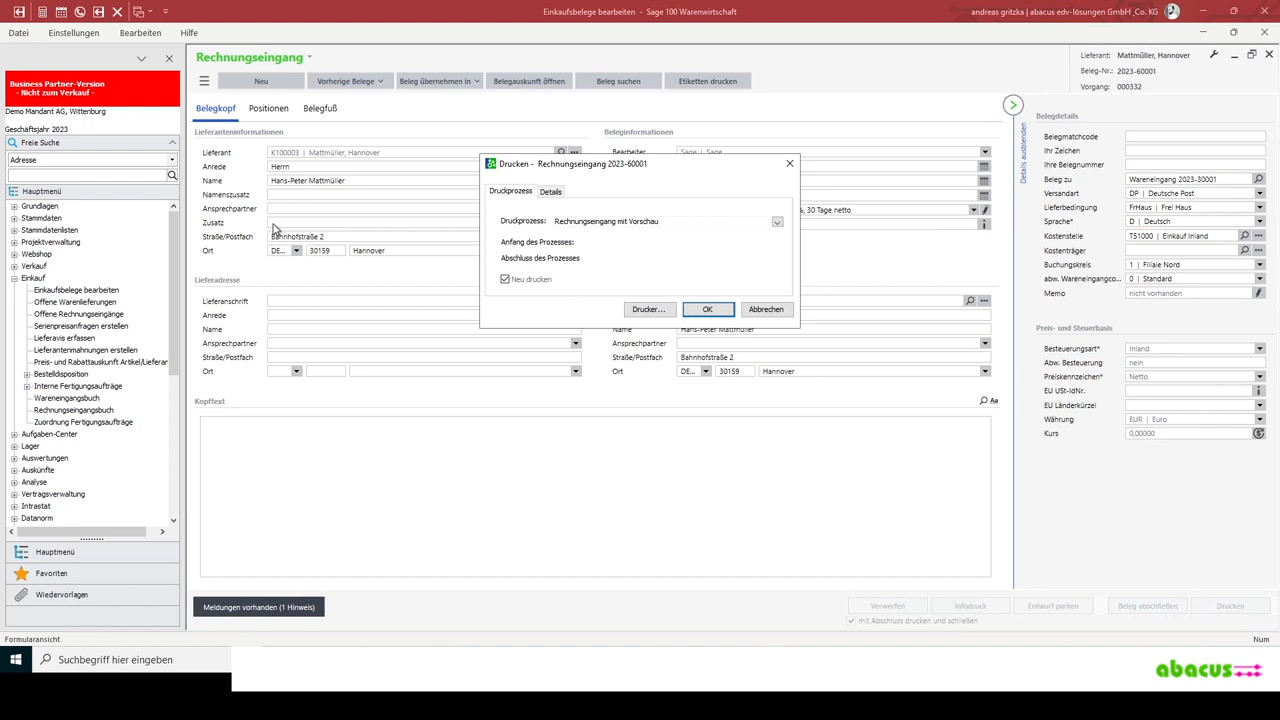 Einkaufsbelege bearbeiten - Sage 100 Warenwirtschaft
andreas gritzka | abacus edv-lösungen GmbH _Co. KG
Datei Einstellungen Bearbeiten Hilfe
Business Partner-Version
- Nicht zum Verkauf -
Demo Mandant AG, Wittenburg
Geschäftsjahr 2023
Freie Suche
Adresse
Hauptmenü
Grundlagen
Stammdaten
Stammdatenlisten
Projektverwaltung
Webshop
Verkauf
Einkauf
Einkaufsbelege bearbeiten
Offene Warenlieferungen
Offene Rechnungseingänge
Serienpreisanfragen erstellen
Lieferavis erfassen
Lieferantenmahnungen erstellen
Preis- und Rabattauskunft Artikel/Lieferan
Bestelldisposition
Interne Fertigungsaufträge
Wareneingangsbuch
Rechnungseingangsbuch
Zuordnung Fertigungsaufträge
Aufgaben-Center
Lager
Auswertungen
Auskünfte
Analyse
Vertragsverwaltung
Intrastat
Datanorm
Hauptmenü
Favoriten
Wiedervorlagen
Rechnungseingang
Neu Vorherige Belege Beleg übernehmen in Belegauskunft öffnen Beleg suchen Etiketten drucken
Belegkopf Positionen Belegfuß
Lieferanteninformationen
Lieferant K100003 | Mattmüller, Hannover
Anrede Herrn
Name Hans-Peter Mattmüller
Namenszusatz
Ansprechpartner
Zusatz
Straße/Postfach Bahnhofstraße 2
Ort DE... 30159 Hannover
Lieferadresse
Lieferanschrift
Anrede
Name
Ansprechpartner
Straße/Postfach
Ort
Kopftext
Aa
Beleginformationen
Bearbeiter Sage | Sage
%, 30 Tage netto
Drucken - Rechnungseingang 2023-60001
Druckprozess Details
Druckprozess: Rechnungseingang mit Vorschau
Anfang des Prozesses:
Abschluss des Prozesses
Neu drucken
Drucker... OK Abbrechen
Name Hans-Peter Mattmüller
Ansprechpartner
Straße/Postfach Bahnhofstraße 2
Ort DE... 30159 Hannover
Lieferant: Mattmüller, Hannover
Beleg-Nr.: 2023-60001
Vorgang: 000332
Details ausblenden
Belegdetails
Belegmatchcode
Ihr Zeichen
Ihre Belegnummer
Beleg zu Wareneingang 2023-30001
Versandart DP | Deutsche Post
Lieferbedingung FrHaus | Frei Haus
Sprache* D | Deutsch
Kostenstelle T51000 | Einkauf Inland
Kostenträger
Buchungskreis 1 | Filiale Nord
abw. Wareneingangsco... 0 | Standard
Memo nicht vorhanden
Preis- und Steuerbasis
Besteuerungsart* Inland
Abw. Besteuerung nein
Preiskennzeichen* Netto
EU USt-IdNr.
EU Länderkürzel
Währung EUR | Euro
Kurs 0,00000
Meldungen vorhanden (1 Hinweis)
Verwerfen Infodruck Entwurf parken Beleg abschließen Drucken
mit Abschluss drucken und schließen
Formularansicht
Num
Suchbegriff hier eingeben
abacus